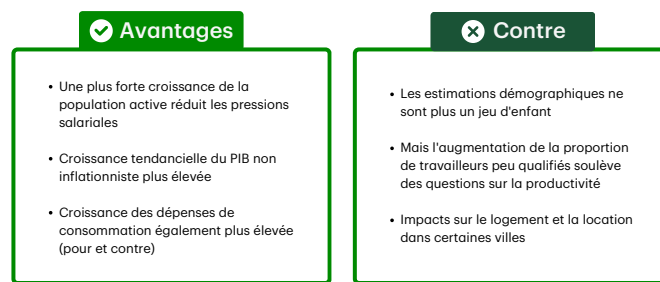 Avantages
• Une plus forte croissance de la
population active réduit les pressions
salariales
• Croissance tendancielle du PIB non
inflationniste plus élevée
• Croissance des dépenses de
consommation également plus élevée
(pour et contre)
Contre
• Les estimations démographiques ne
sont plus un jeu d'enfant
• Mais l'augmentation de la proportion
de travailleurs peu qualifiés soulève
des questions sur la productivité
• Impacts sur le logement et la location
dans certaines villes